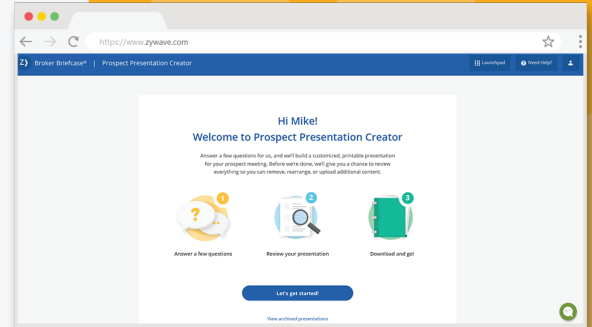 https://www.zywave.com
Zy Broker Briefcase® | Prospect Presentation Creator
Launchpad
Need Help?
Hi Mike!
Welcome to Prospect Presentation Creator
Answer a few questions for us, and we'll build a customized, printable presentation
for your prospect meeting. Before we're done, we'll give you a chance to review
everything so you can remove, rearrange, or upload additional content.
1
2
3
?
Answer a few questions
Review your presentation
Download and go!
Let's get started!
View archived presentations